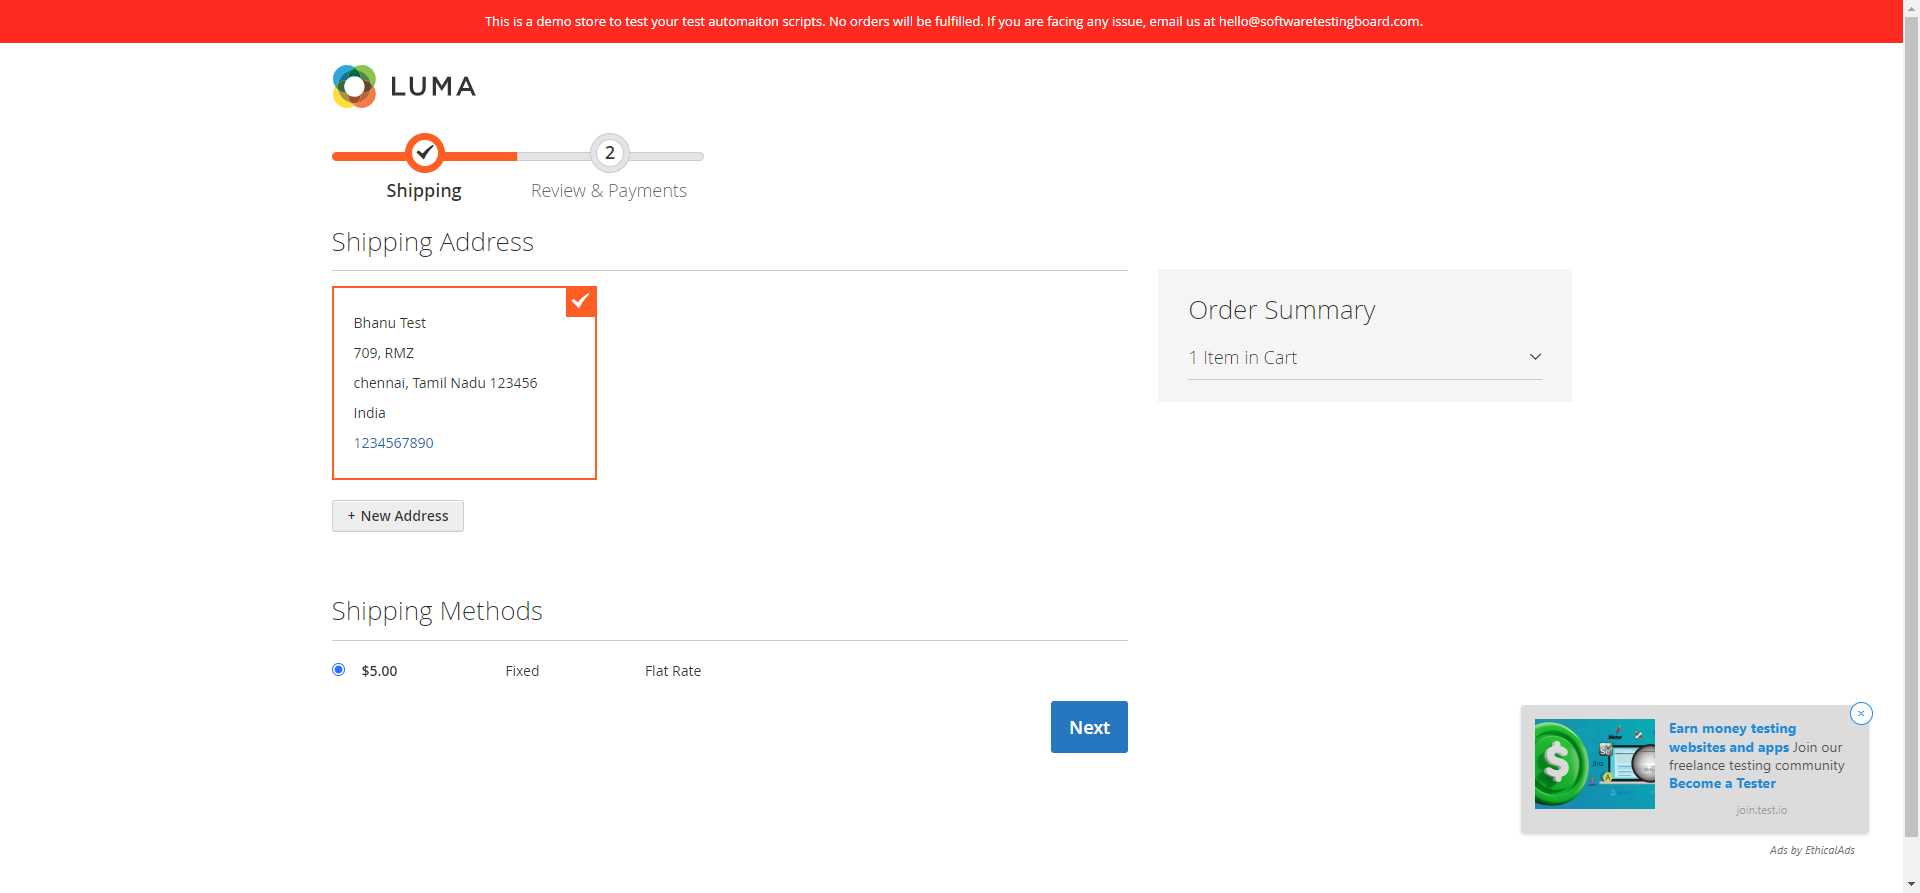 This is a demo store to test your test automaiton scripts. No orders will be fulfilled. If you are facing any issue, email us at hello@softwaretestingboard.com.
LUMA
2
Shipping
Review & Payments
Shipping Address
Bhanu Test
709, RMZ
chennai, Tamil Nadu 123456
India
1234567890
+ New Address
Order Summary
1 Item in Cart
Shipping Methods
$5.00 Fixed Flat Rate
Next
Earn money testing
websites and apps Join our
freelance testing community
Become a Tester
join.test.io
Ads by EthicalAds